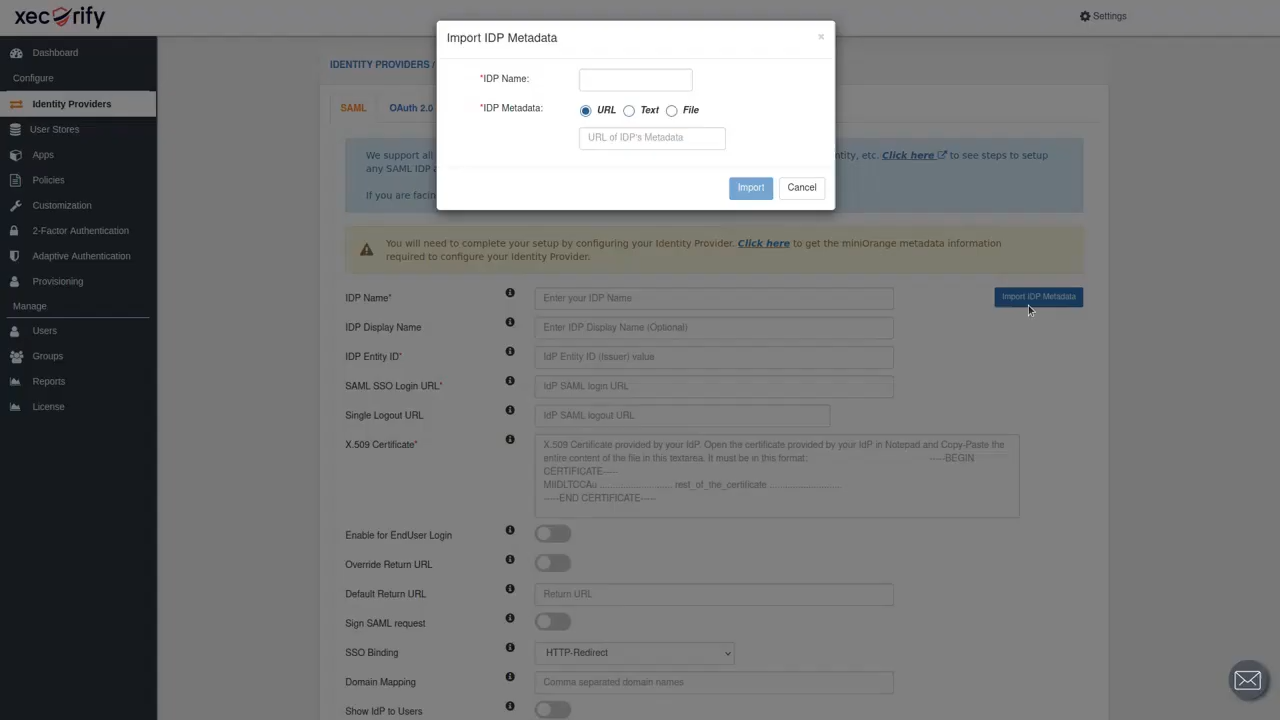 xecurify
Settings
Dashboard
Configure
Identity Providers
User Stores
Apps
Policies
Customization
2-Factor Authentication
Adaptive Authentication
Provisioning
Manage
Users
Groups
Reports
License
Import IDP Metadata
×
*IDP Name:
*IDP Metadata:
URL Text File
URL of IDP's Metadata
Import Cancel
IDENTITY PROVIDERS /
SAML OAuth 2.0
We support all
ntity, etc. Click here to see steps to setup
any SAML IDP
If you are facin
You will need to complete your setup by configuring your Identity Provider. Click here to get the miniOrange metadata information
required to configure your Identity Provider.
IDP Name* Enter your IDP Name Import IDP Metadata
IDP Display Name Enter IDP Display Name (Optional)
IDP Entity ID* IdP Entity ID (Issuer) value
SAML SSO Login URL* IdP SAML login URL
Single Logout URL IdP SAML logout URL
X.509 Certificate* X.509 Certificate provided by your IdP. Open the certificate provided by your IdP in Notepad and Copy-Paste the
entire content of the file in this textarea. It must be in this format: -----BEGIN
CERTIFICATE-----
MIIDLTCCAu ........................ rest_of_the_certificate ........................
-----END CERTIFICATE-----
Enable for EndUser Login
Override Return URL
Default Return URL Return URL
Sign SAML request
SSO Binding HTTP-Redirect
Domain Mapping Comma separated domain names
Show IdP to Users